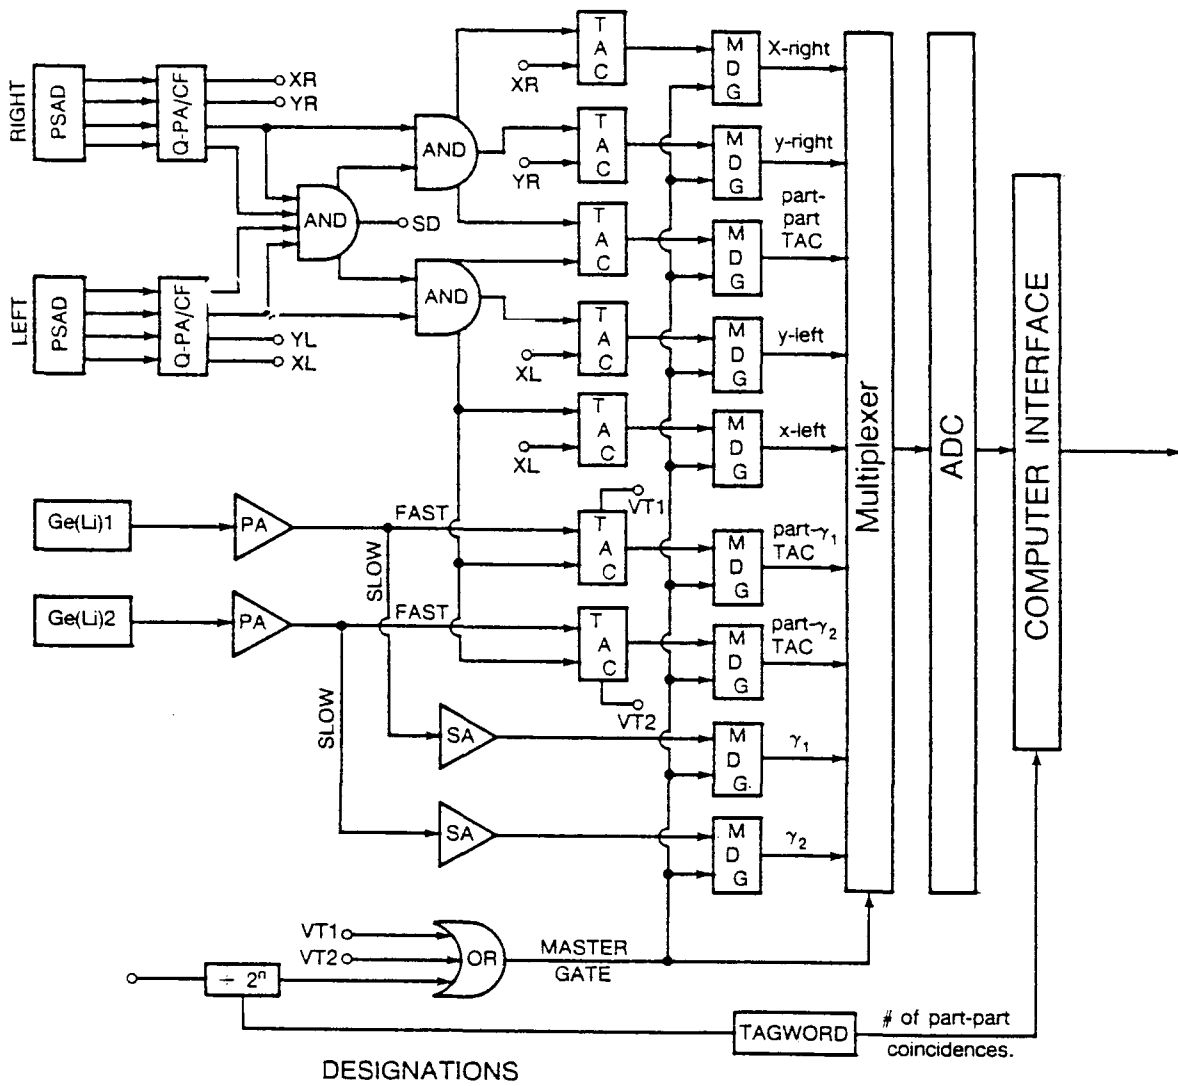 RIGHT
PSAD
Q-PA/CF
XR
YR
AND
AND
SD
AND
LEFT
PSAD
Q-PA/CF
YL
XL
T
A
C
XR
T
A
C
YR
T
A
C
T
A
C
XL
T
A
C
XL
M
D
G
X-right
M
D
G
y-right
M
D
G
part-
part
TAC
M
D
G
y-left
M
D
G
x-left
Ge(Li)1
PA
FAST
SLOW
T
A
C
VT1
M
D
G
part-γ1
TAC
Ge(Li)2
PA
FAST
SLOW
T
A
C
VT2
M
D
G
part-γ2
TAC
SA
M
D
G
γ1
SA
M
D
G
γ2
Multiplexer
ADC
COMPUTER INTERFACE
VT1
VT2
OR
MASTER
GATE
÷ 2ⁿ
TAGWORD
# of part-part
coincidences.
DESIGNATIONS